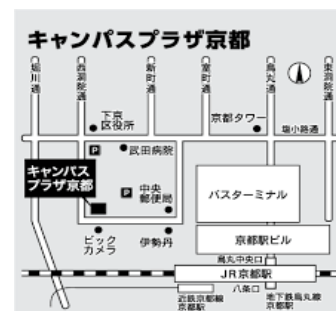 キャンパスプラザ京都
堀川通
西洞院通
新町通
室町通
烏丸通
東洞院通
下京
区役所
京都タワー
塩小路通
P
武田病院
キャンパス
プラザ京都
P
中央
郵便局
バスターミナル
ビック
カメラ
伊勢丹
京都駅ビル
烏丸中央口
JR京都駅
八条口
近鉄京都線
京都駅
地下鉄烏丸線
京都駅